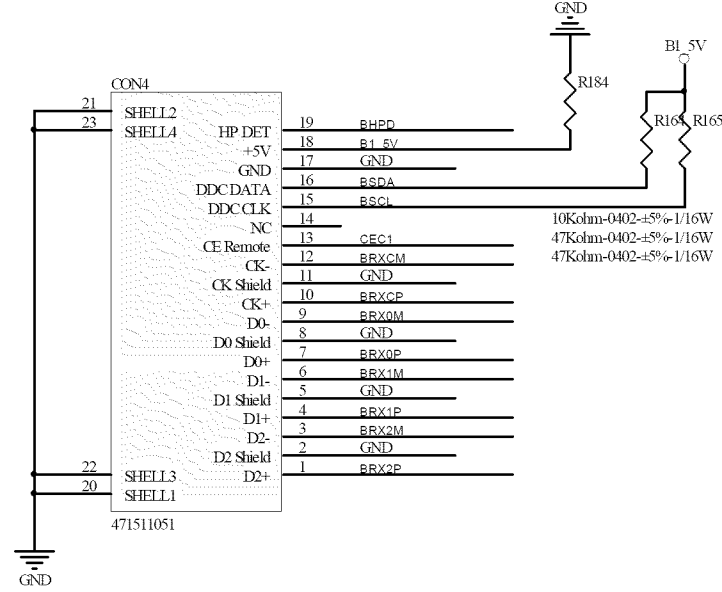 GND
B1_5V
CON4
R184
R164 R165
21 SHELL2
23 SHELL4
HP DET 19 BHPD
+5V 18 B1_5V
GND 17 GND
DDC DATA 16 BSDA
DDC CLK 15 BSCL
NC 14
CE Remote 13 CEC1
CK- 12 BRXCM
CK Shield 11 GND
CK+ 10 BRXCP
D0- 9 BRX0M
D0 Shield 8 GND
D0+ 7 BRX0P
D1- 6 BRX1M
D1 Shield 5 GND
D1+ 4 BRX1P
D2- 3 BRX2M
D2 Shield 2 GND
D2+ 1 BRX2P
22 SHELL3
20 SHELL1
10Kohm-0402-±5%-1/16W
47Kohm-0402-±5%-1/16W
47Kohm-0402-±5%-1/16W
471511051
GND